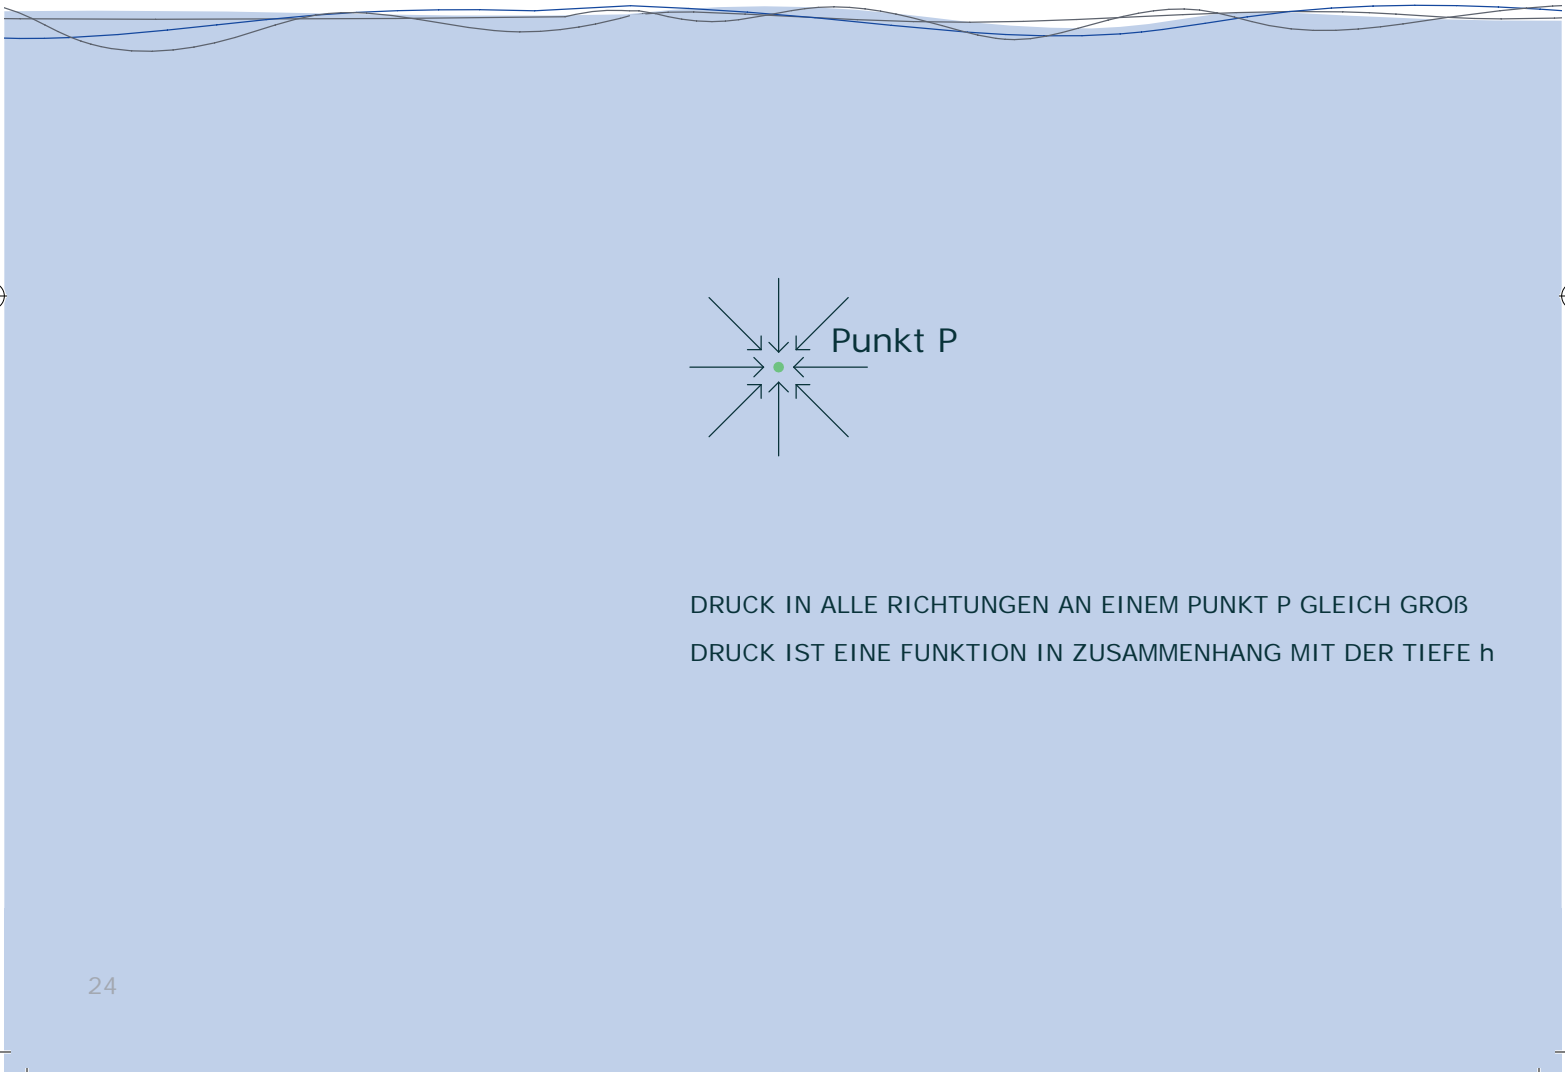 Punkt P
DRUCK IN ALLE RICHTUNGEN AN EINEM PUNKT P GLEICH GROß
DRUCK IST EINE FUNKTION IN ZUSAMMENHANG MIT DER TIEFE h
24